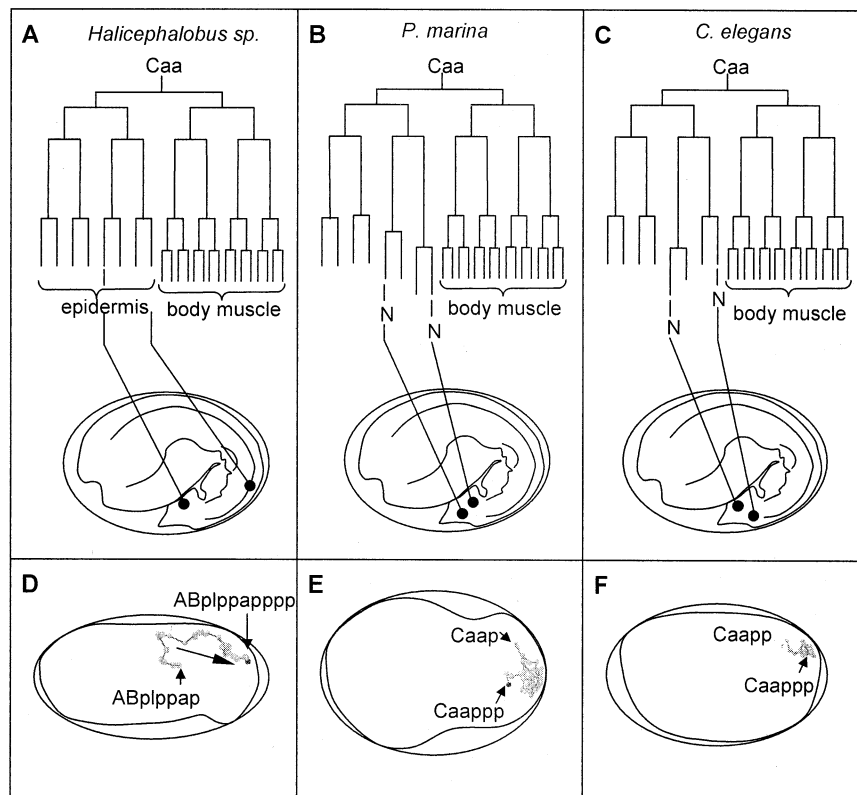 A Halicephalobus sp.
Caa
epidermis
body muscle
B P. marina
Caa
N
N
body muscle
C C. elegans
Caa
N
N
body muscle
D
ABplppapppp
ABplppap
E
Caap
Caappp
F
Caapp
Caappp